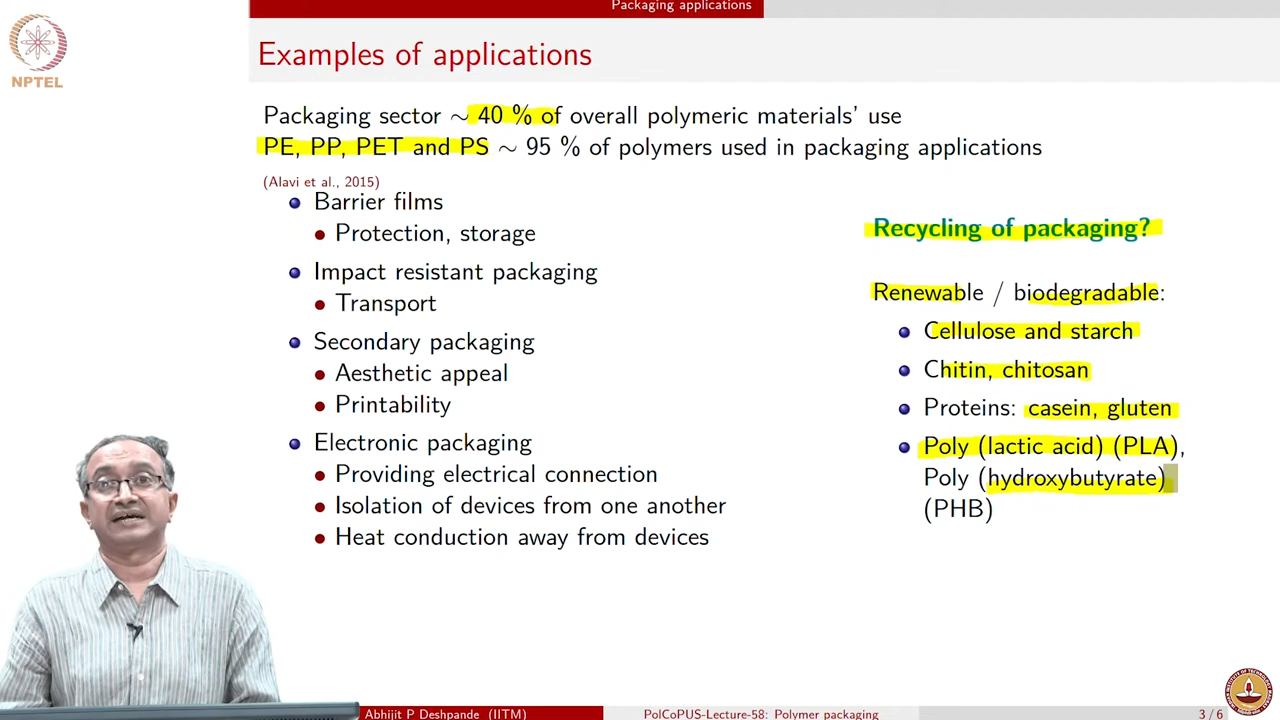 Packaging applications
NPTEL
Examples of applications
Packaging sector ∼ 40 % of overall polymeric materials' use
PE, PP, PET and PS ∼ 95 % of polymers used in packaging applications
(Alavi et al., 2015)
Barrier films
Protection, storage
Impact resistant packaging
Transport
Secondary packaging
Aesthetic appeal
Printability
Electronic packaging
Providing electrical connection
Isolation of devices from one another
Heat conduction away from devices
Recycling of packaging?
Renewable / biodegradable:
Cellulose and starch
Chitin, chitosan
Proteins: casein, gluten
Poly (lactic acid) (PLA),
Poly (hydroxybutyrate)
(PHB)
Abhijit P Deshpande (IITM)
PolCoPUS-Lecture-58: Polymer packaging
3 / 6